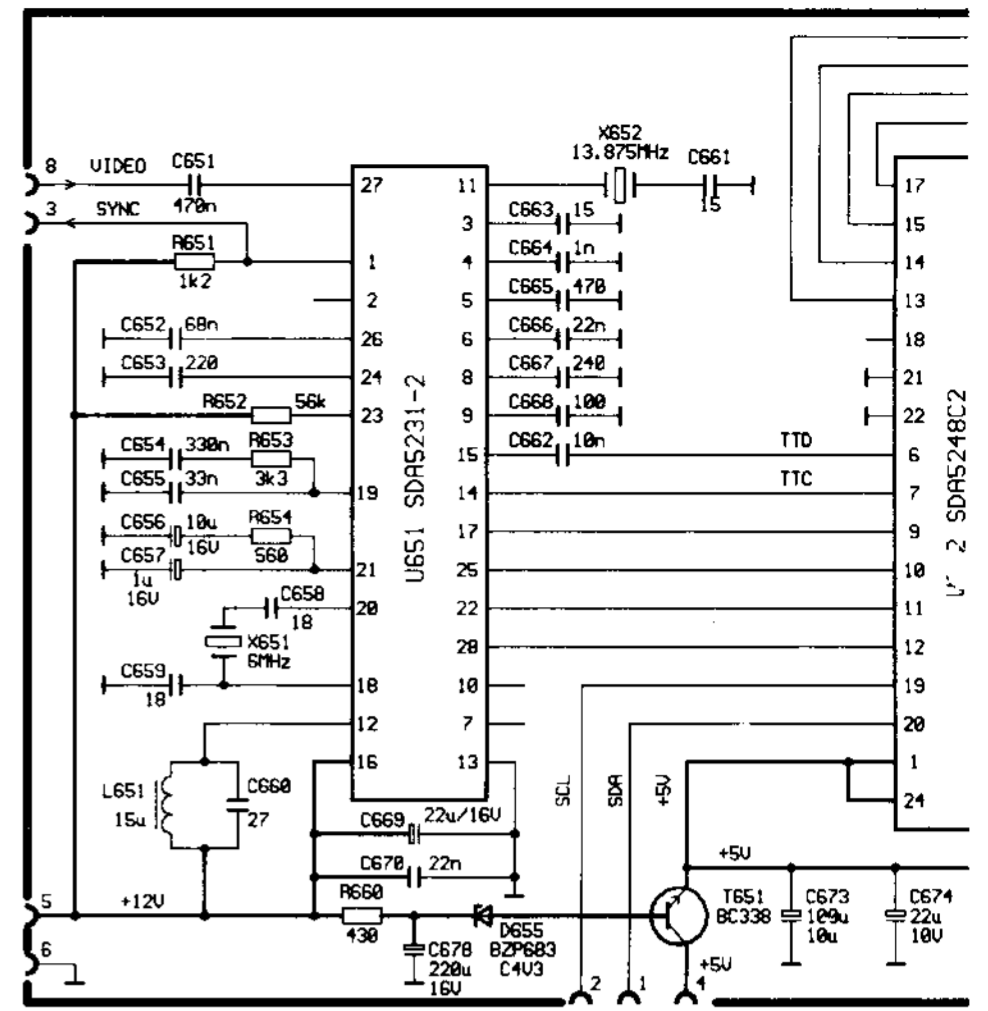 X652
13.875MHz
C661
15
8
VIDEO
C651
470n
27
11
17
3
SYNC
3
C663
15
15
R651
1k2
1
4
C664
1n
14
2
5
C665
470
13
C652
68n
26
6
C666
22n
18
C653
220
24
8
C667
240
21
R652
56k
23
9
C668
100
22
C654
330n
R653
3k3
15
C662
10n
TTD
6
C655
33n
19
14
TTC
7
C656
10u
16V
R654
560
17
9
C657
1u
16V
21
25
10
C658
18
20
22
11
X651
6MHz
28
12
C659
18
18
10
19
12
7
20
16
13
1
24
U651 SDA5231-2
2 SDA5248C2
L651
15u
C660
27
SCL
SDA
+5V
C669
22u/16V
C670
22n
+5V
5
+12V
R660
430
D655
BZP683
C4V3
T651
BC338
C673
100u
10u
C674
22u
10V
6
C678
220u
16V
+5V
2
1
4